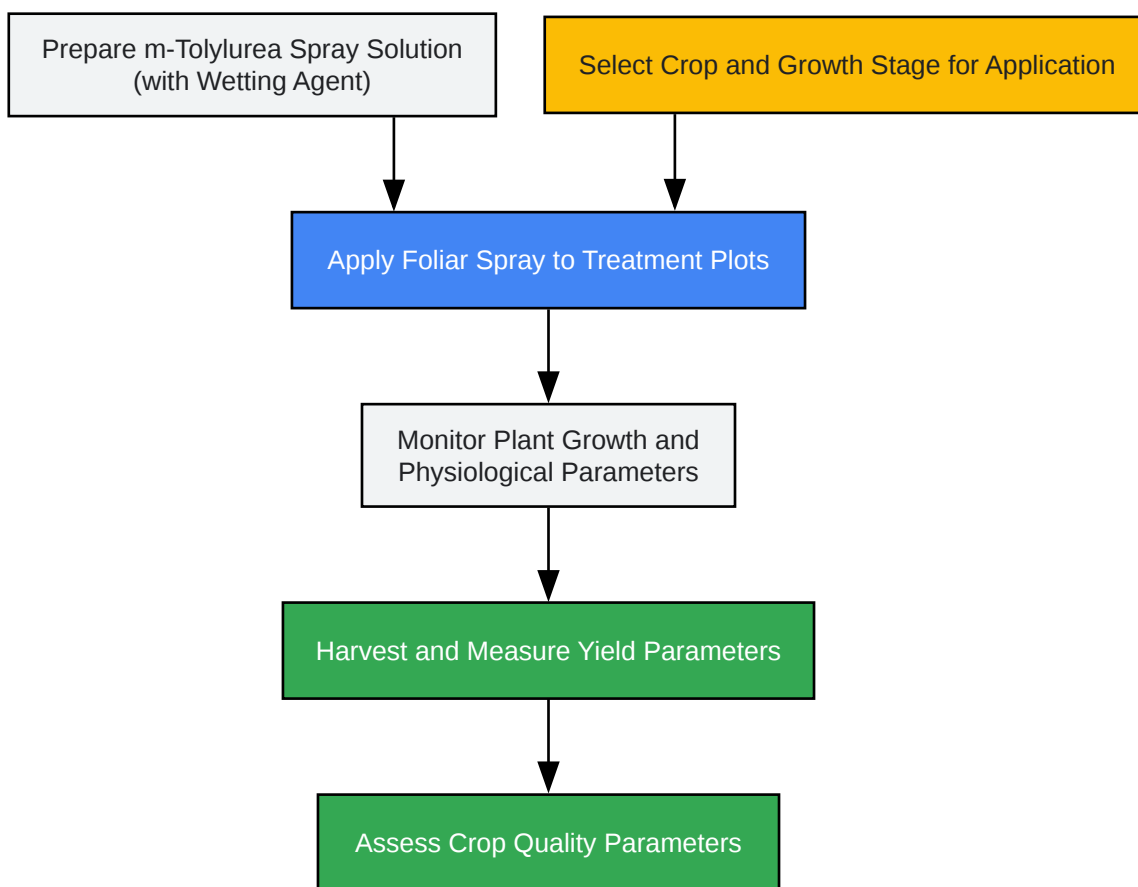 Prepare m-Tolylurea Spray Solution
(with Wetting Agent)
Select Crop and Growth Stage for Application
Apply Foliar Spray to Treatment Plots
Monitor Plant Growth and
Physiological Parameters
Harvest and Measure Yield Parameters
Assess Crop Quality Parameters